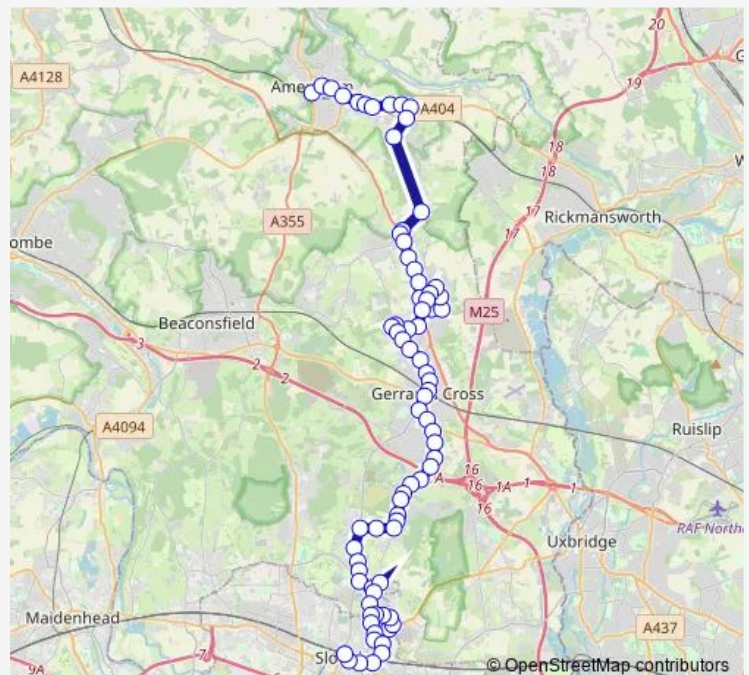 20
A4128
19
Ame
A404
18
18
W
17
Rickmansworth
17
A355
ombe
M25
Beaconsfield
3
2
2
Gerra
Cross
A4094
Ruislip
16
A
16
1A
1
1
16
RAF North
Uxbridge
Maidenhead
A437
Slo
7
9A
© OpenStreetMap contributors